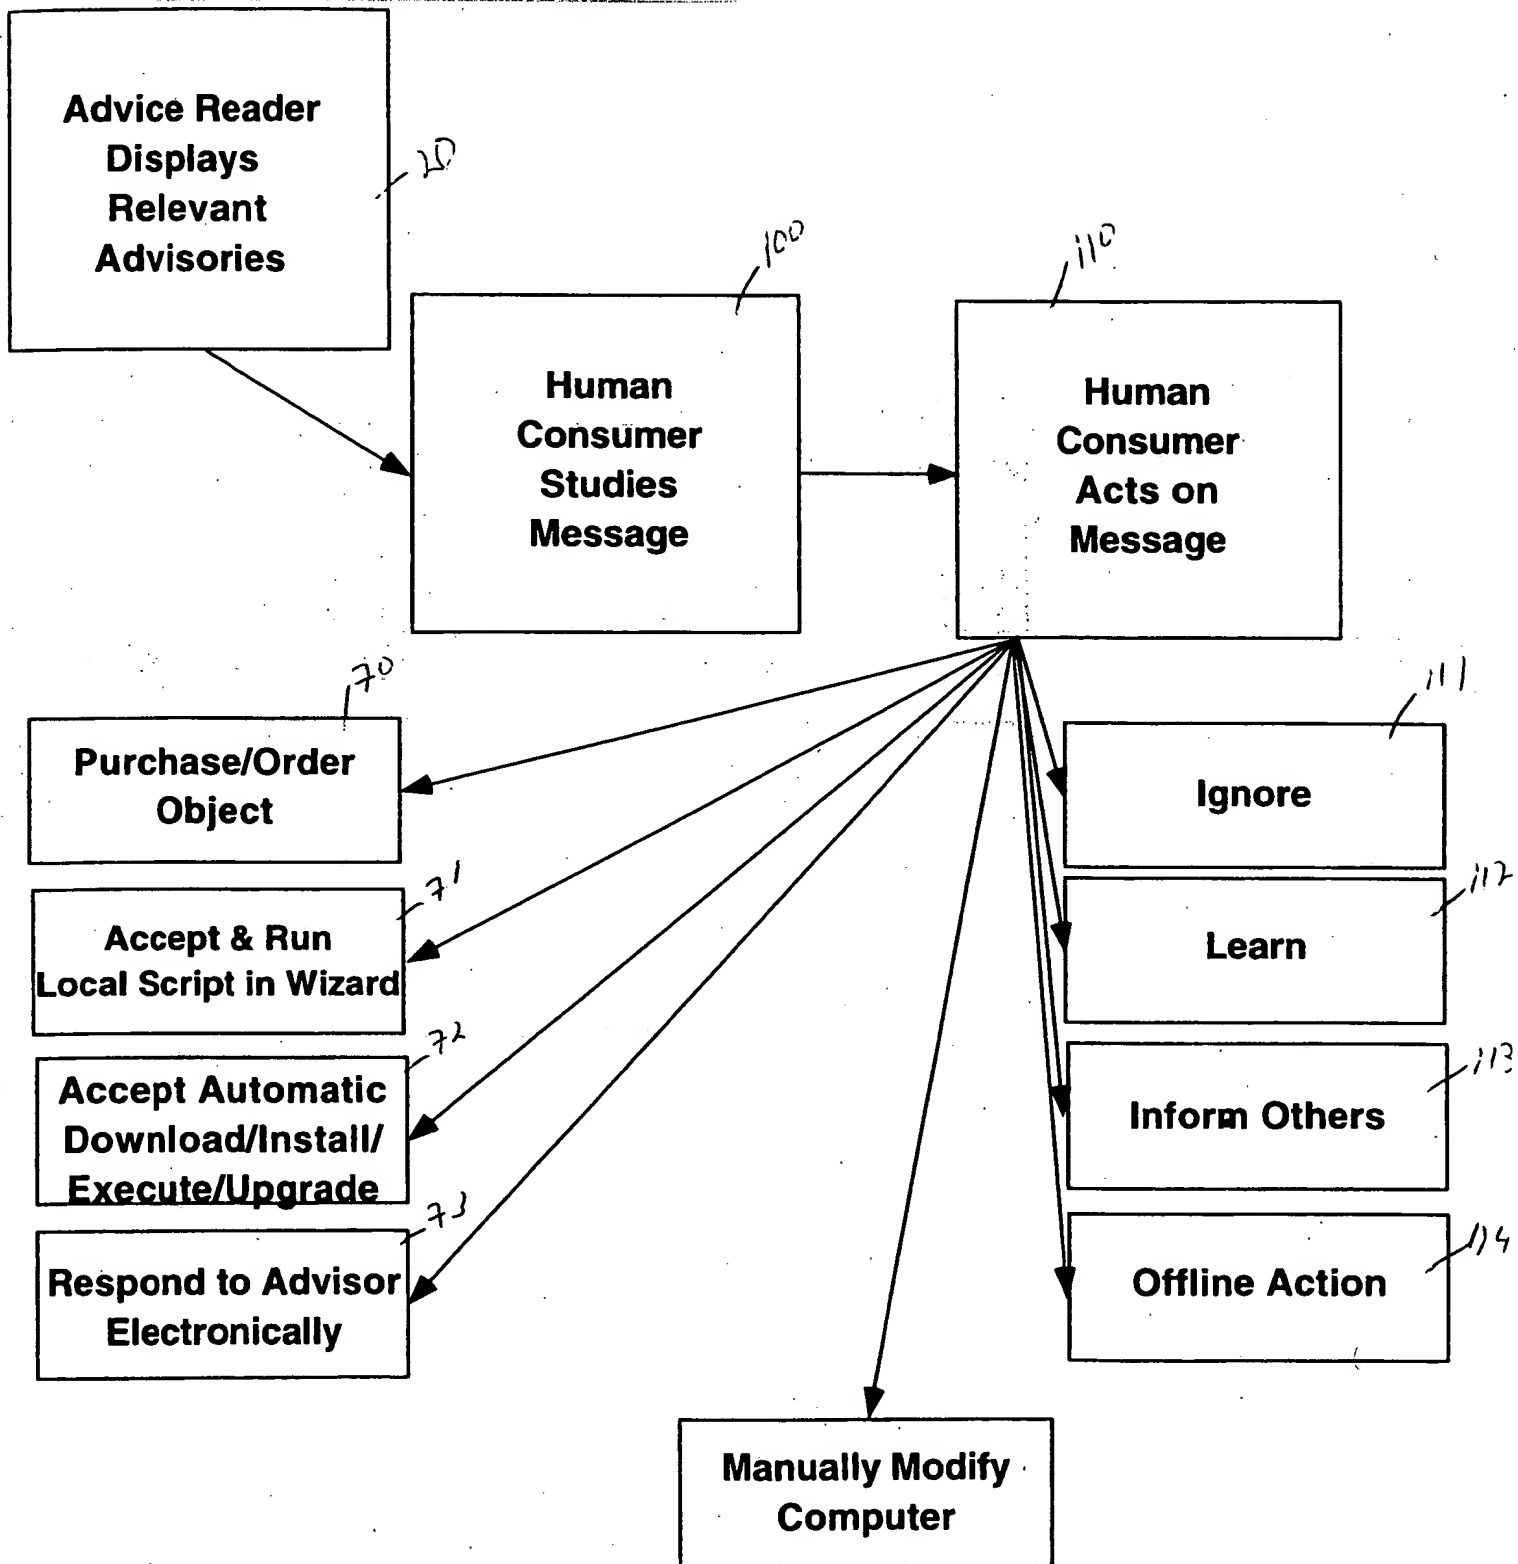 Advice Reader
Displays
Relevant
Advisories
20
100
110
Human
Consumer
Studies
Message
Human
Consumer
Acts on
Message
70
Purchase/Order
Object
71
Accept & Run
Local Script in Wizard
72
Accept Automatic
Download/Install/
Execute/Upgrade
73
Respond to Advisor
Electronically
111
Ignore
112
Learn
113
Inform Others
114
Offline Action
Manually Modify
Computer